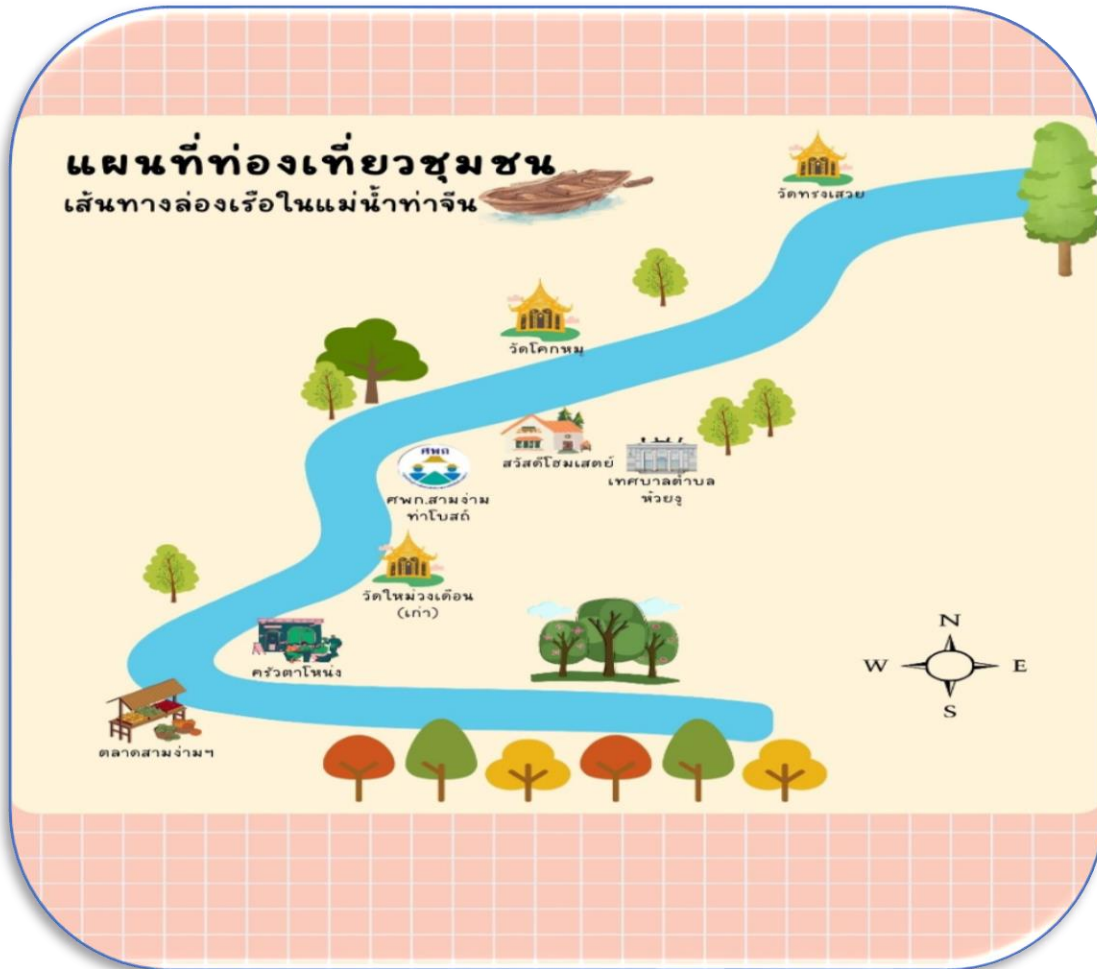 แผนที่ท่องเที่ยวชุมชน
เส้นทางล่องเรือในแม่น้ำท่าจีน
วัดทรงเสวย
วัดโคกหมู
สวัสดีโฮมเสตย์
เทศบาลตำบล
ห้วยงู
ศพก
ศพก.สามง่าม
ท่าโบสถ์
วัดใหม่วงเดือน
(เก่า)
ครัวตาโหน่ง
ตลาดสามง่ามฯ
N
W
E
S